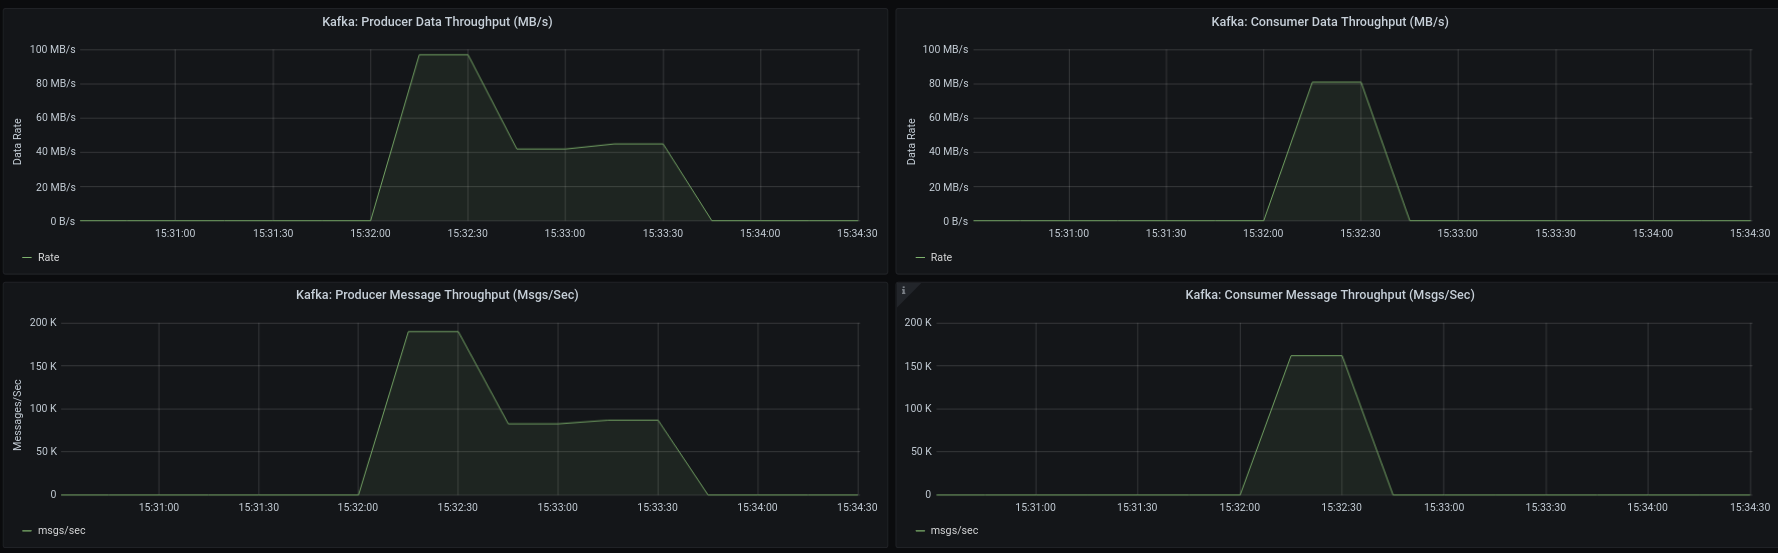 Kafka: Producer Data Throughput (MB/s)
100 MB/s
80 MB/s
60 MB/s
40 MB/s
20 MB/s
0 B/s
Data Rate
15:31:00 15:31:30 15:32:00 15:32:30 15:33:00 15:33:30 15:34:00 15:34:30
Rate
Kafka: Consumer Data Throughput (MB/s)
100 MB/s
80 MB/s
60 MB/s
40 MB/s
20 MB/s
0 B/s
Data Rate
15:31:00 15:31:30 15:32:00 15:32:30 15:33:00 15:33:30 15:34:00 15:34:30
Rate
Kafka: Producer Message Throughput (Msgs/Sec)
200 K
150 K
100 K
50 K
0
Messages/Sec
15:31:00 15:31:30 15:32:00 15:32:30 15:33:00 15:33:30 15:34:00 15:34:30
msgs/sec
i
Kafka: Consumer Message Throughput (Msgs/Sec)
200 K
150 K
100 K
50 K
0
15:31:00 15:31:30 15:32:00 15:32:30 15:33:00 15:33:30 15:34:00 15:34:30
msgs/sec